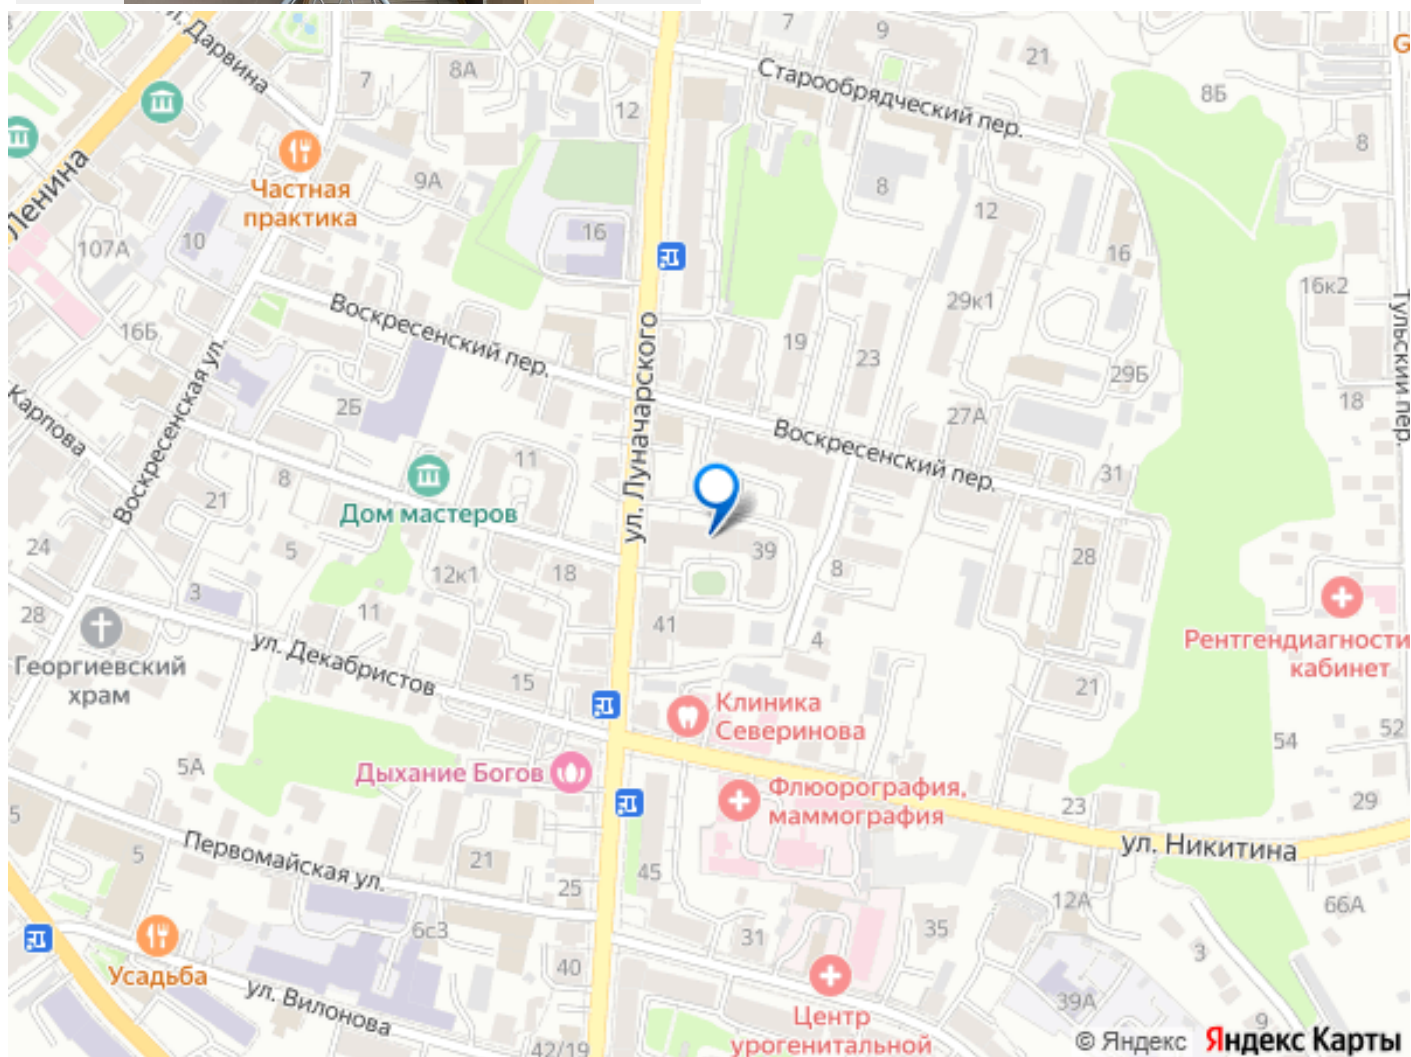 ул. Дарвина
8А
7
12
7
9
21
8Б
G
Старообрядческий пер.
8
Ленина
Частная
практика
9А
8
12
107А
10
16
16
16к2
29к1
Воскресенский пер.
16Б
19
23
Тульский пер.
29Б
18
Воскресенская ул.
ул. Луначарского
2Б
27А
Карпова
Воскресенский пер.
11
8
31
21
Дом мастеров
24
5
39
28
12к1
18
8
3
28
11
41
4
Георгиевский
храм
ул. Декабристов
Рентгендиагности
кабинет
15
21
Клиника
Северинова
52
54
5А
Дыхание Богов
Флюорография,
маммография
23
29
5
5
Первомайская ул.
21
ул. Никитина
45
25
12А
66А
6с3
35
31
3
Усадьба
40
ул. Вилонова
39А
Центр
урогенитальной
9
42/19
© Яндекс Яндекс Карты